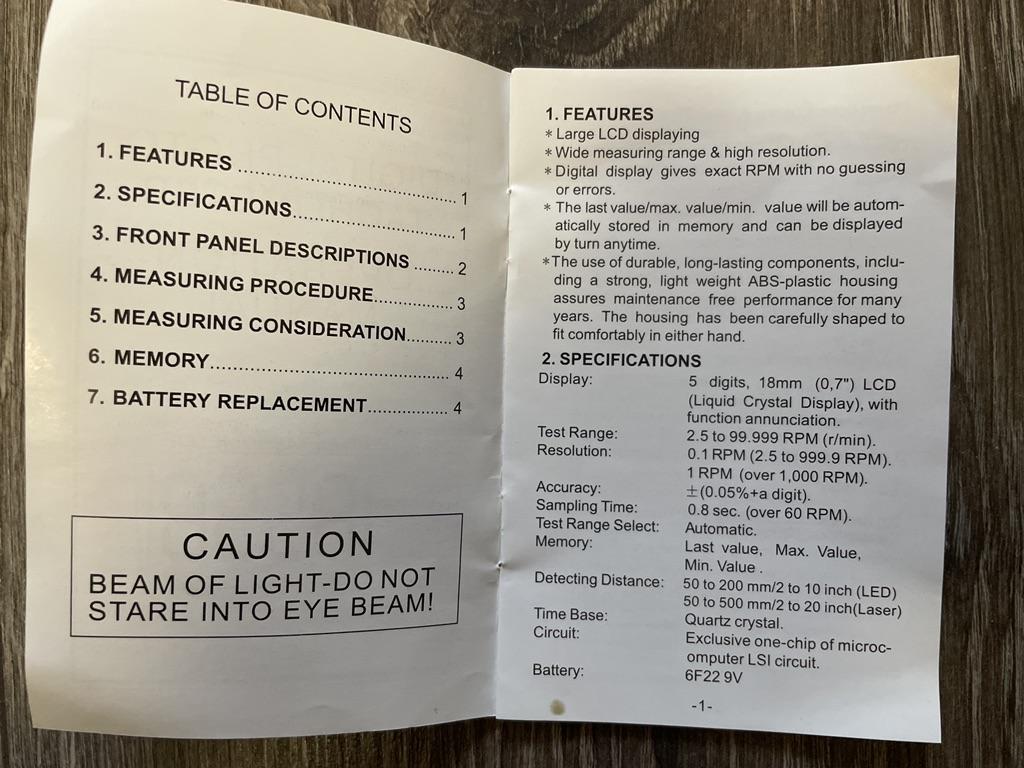 TABLE OF CONTENTS
1. FEATURES ........................................ 1
2. SPECIFICATIONS.............................. 1
3. FRONT PANEL DESCRIPTIONS ........ 2
4. MEASURING PROCEDURE................ 3
5. MEASURING CONSIDERATION.......... 3
6. MEMORY............................................. 4
7. BATTERY REPLACEMENT................ 4
CAUTION
BEAM OF LIGHT-DO NOT
STARE INTO EYE BEAM!
1. FEATURES
* Large LCD displaying
* Wide measuring range & high resolution.
* Digital display gives exact RPM with no guessing
or errors.
* The last value/max. value/min. value will be autom-
atically stored in memory and can be displayed
by turn anytime.
* The use of durable, long-lasting components, inclu-
ding a strong, light weight ABS-plastic housing
assures maintenance free performance for many
years. The housing has been carefully shaped to
fit comfortably in either hand.
2. SPECIFICATIONS
Display: 5 digits, 18mm (0,7") LCD
(Liquid Crystal Display), with
function annunciation.
Test Range: 2.5 to 99.999 RPM (r/min).
Resolution: 0.1 RPM (2.5 to 999.9 RPM).
1 RPM (over 1,000 RPM).
Accuracy: ±(0.05%+a digit).
Sampling Time: 0.8 sec. (over 60 RPM).
Test Range Select: Automatic.
Memory: Last value, Max. Value,
Min. Value .
Detecting Distance: 50 to 200 mm/2 to 10 inch (LED)
50 to 500 mm/2 to 20 inch(Laser)
Time Base: Quartz crystal.
Circuit: Exclusive one-chip of microc-
omputer LSI circuit.
Battery: 6F22 9V
-1-